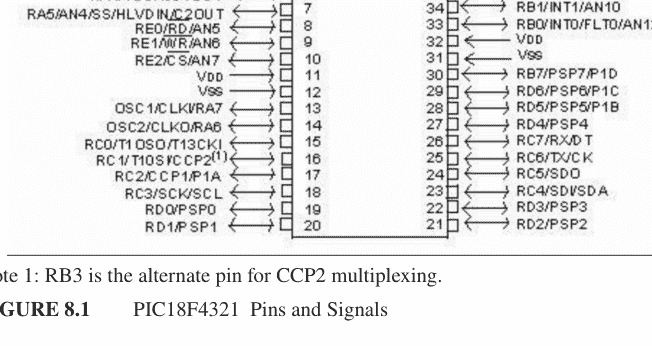 RA5/AN4/SS/HLVDIN/C2OUT 7
RE0/RD/AN5 8
RE1/WR/AN6 9
RE2/CS/AN7 10
VDD 11
VSS 12
OSC1/CLKI/RA7 13
OSC2/CLKO/RA6 14
RC0/T1OSO/T13CKI 15
RC1/T1OSI/CCP2(1) 16
RC2/CCP1/P1A 17
RC3/SCK/SCL 18
RD0/PSP0 19
RD1/PSP1 20
34 RB1/INT1/AN10
33 RB0/INT0/FLT0/AN1
32 VDD
31 VSS
30 RB7/PSP7/P1D
29 RD6/PSP6/P1C
28 RD5/PSP5/P1B
27 RD4/PSP4
26 RC7/RX/DT
25 RC6/TX/CK
24 RC5/SDO
23 RC4/SDI/SDA
22 RD3/PSP3
21 RD2/PSP2
te 1: RB3 is the alternate pin for CCP2 multiplexing.
GURE 8.1 PIC18F4321 Pins and Signals